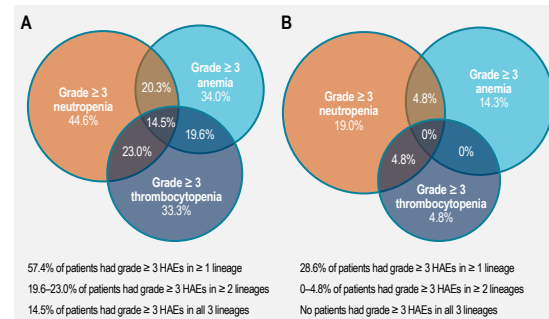 A
Grade ≥ 3
neutropenia
44.6%
20.3%
Grade ≥ 3
anemia
34.0%
14.5%
23.0%
19.6%
Grade ≥ 3
thrombocytopenia
33.3%
57.4% of patients had grade ≥ 3 HAEs in ≥ 1 lineage
19.6–23.0% of patients had grade ≥ 3 HAEs in ≥ 2 lineages
14.5% of patients had grade ≥ 3 HAEs in all 3 lineages
B
Grade ≥ 3
neutropenia
19.0%
4.8%
Grade ≥ 3
anemia
14.3%
0%
4.8%
0%
Grade ≥ 3
thrombocytopenia
4.8%
28.6% of patients had grade ≥ 3 HAEs in ≥ 1 lineage
0–4.8% of patients had grade ≥ 3 HAEs in ≥ 2 lineages
No patients had grade ≥ 3 HAEs in all 3 lineages